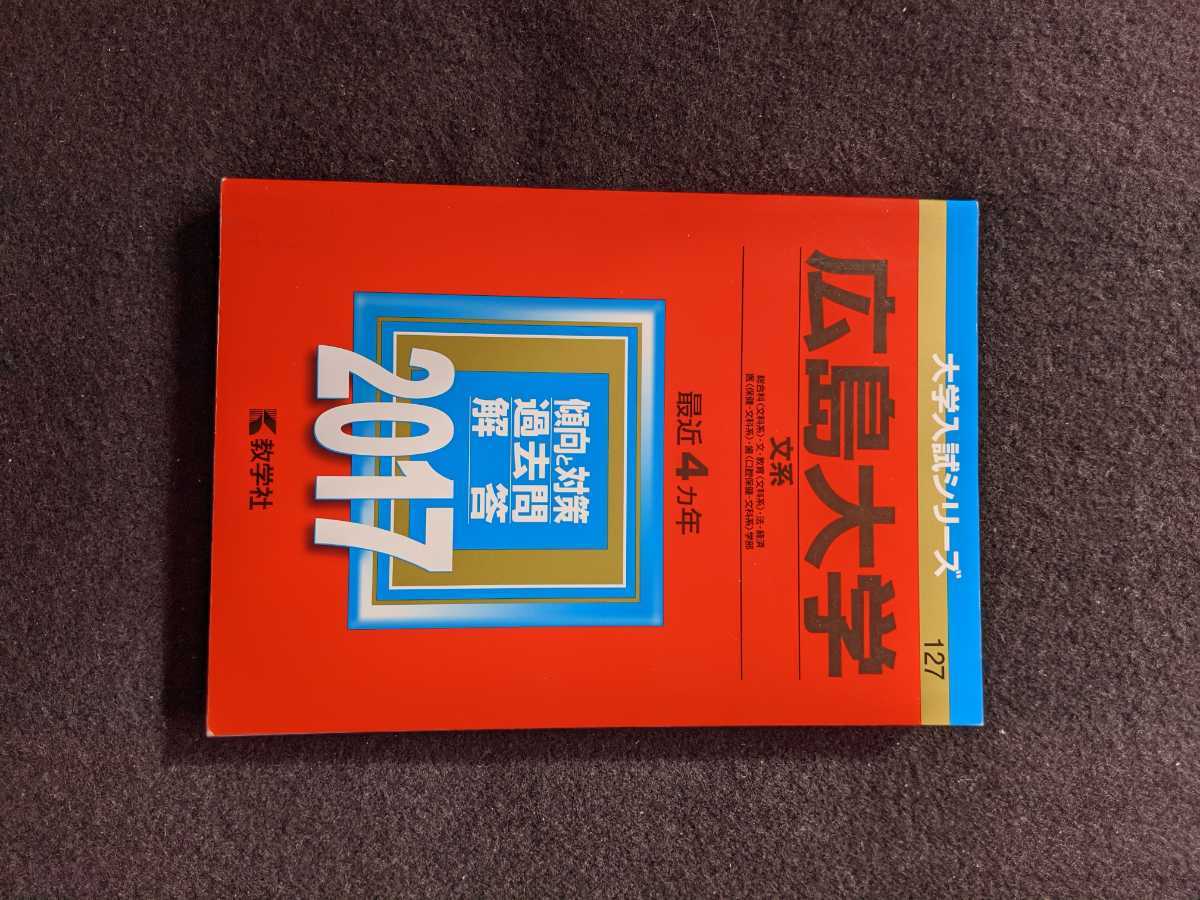 大学入試シリーズ
127
広島大学
文系
総合科〈文科系〉・文・教育〈文科系〉・法・経済
医〈保健-文科系〉・歯〈口腔保健-文科系〉学部
最近4カ年
傾向と対策
過去問
解答
2017
教学社